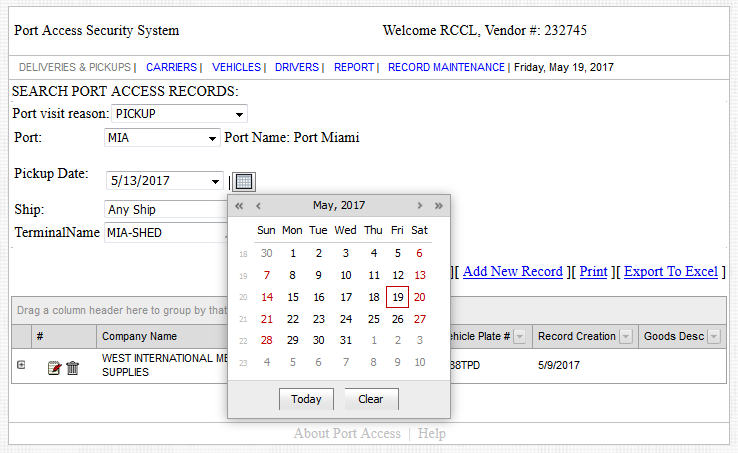 Port Access Security System Welcome RCCL, Vendor #: 232745
DELIVERIES & PICKUPS | CARRIERS | VEHICLES | DRIVERS | REPORT | RECORD MAINTENANCE | Friday, May 19, 2017
SEARCH PORT ACCESS RECORDS:
Port visit reason: PICKUP
Port: MIA Port Name: Port Miami
Pickup Date: 5/13/2017
Ship: Any Ship
TerminalName MIA-SHED
« ‹ May, 2017 › »
Sun Mon Tue Wed Thu Fri Sat
18 30 1 2 3 4 5 6
19 7 8 9 10 11 12 13
20 14 15 16 17 18 19 20
21 21 22 23 24 25 26 27
22 28 29 30 31 1 2 3
23 4 5 6 7 8 9 10
Today Clear
][ Add New Record ][ Print ][ Export To Excel ]
Drag a column header here to group by that
# Company Name hicle Plate # Record Creation Goods Desc
WEST INTERNATIONAL ME 38TPD 5/9/2017
SUPPLIES
About Port Access | Help